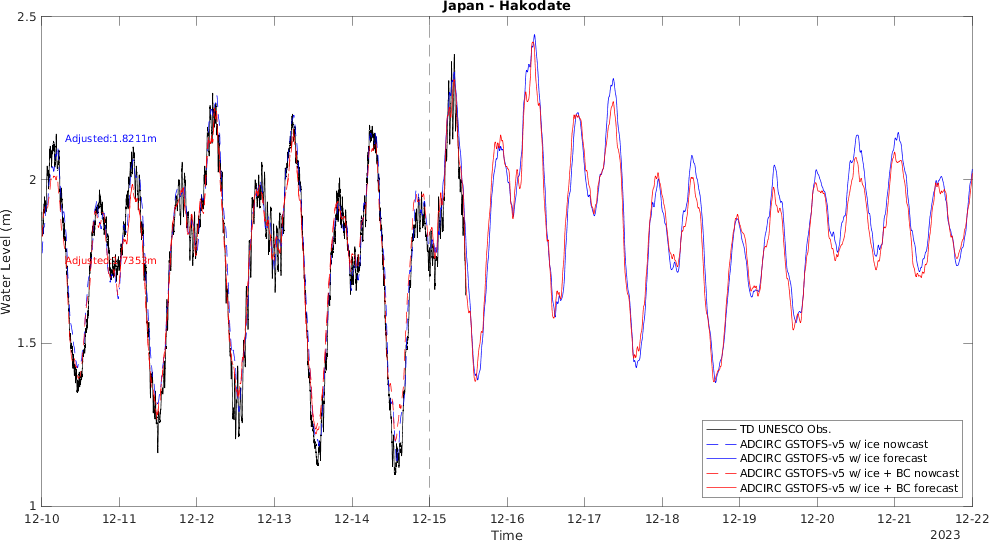 Japan - Hakodate
2.5
2
1.5
1
Water Level (m)
Adjusted:1.8211m
TD UNESCO Obs.
ADCIRC GSTOFS-v5 w/ ice nowcast
ADCIRC GSTOFS-v5 w/ ice forecast
ADCIRC GSTOFS-v5 w/ ice + BC nowcast
ADCIRC GSTOFS-v5 w/ ice + BC forecast
12-10 12-11 12-12 12-13 12-14 12-15 12-16 12-17 12-18 12-19 12-20 12-21 12-22
Time
2023